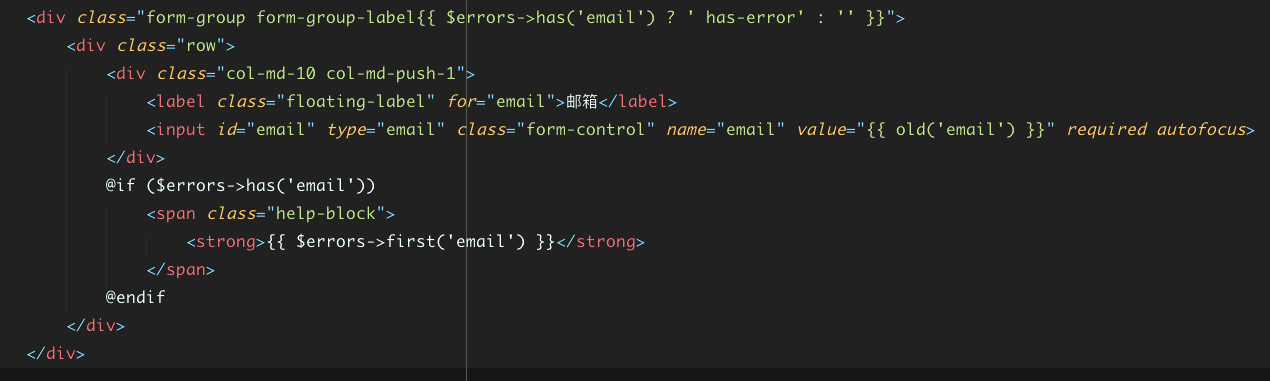 <div class="form-group form-group-label{{ $errors->has('email') ? ' has-error' : '' }}">
    <div class="row">
        <div class="col-md-10 col-md-push-1">
            <label class="floating-label" for="email">邮箱</label>
            <input id="email" type="email" class="form-control" name="email" value="{{ old('email') }}" required autofocus>
        </div>
        @if ($errors->has('email'))
            <span class="help-block">
                <strong>{{ $errors->first('email') }}</strong>
            </span>
        @endif
    </div>
</div>